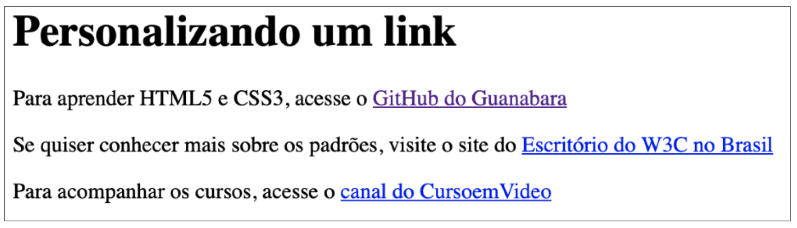 Personalizando um link
Para aprender HTML5 e CSS3, acesse o GitHub do Guanabara
Se quiser conhecer mais sobre os padrões, visite o site do Escritório do W3C no Brasil
Para acompanhar os cursos, acesse o canal do CursoemVideo